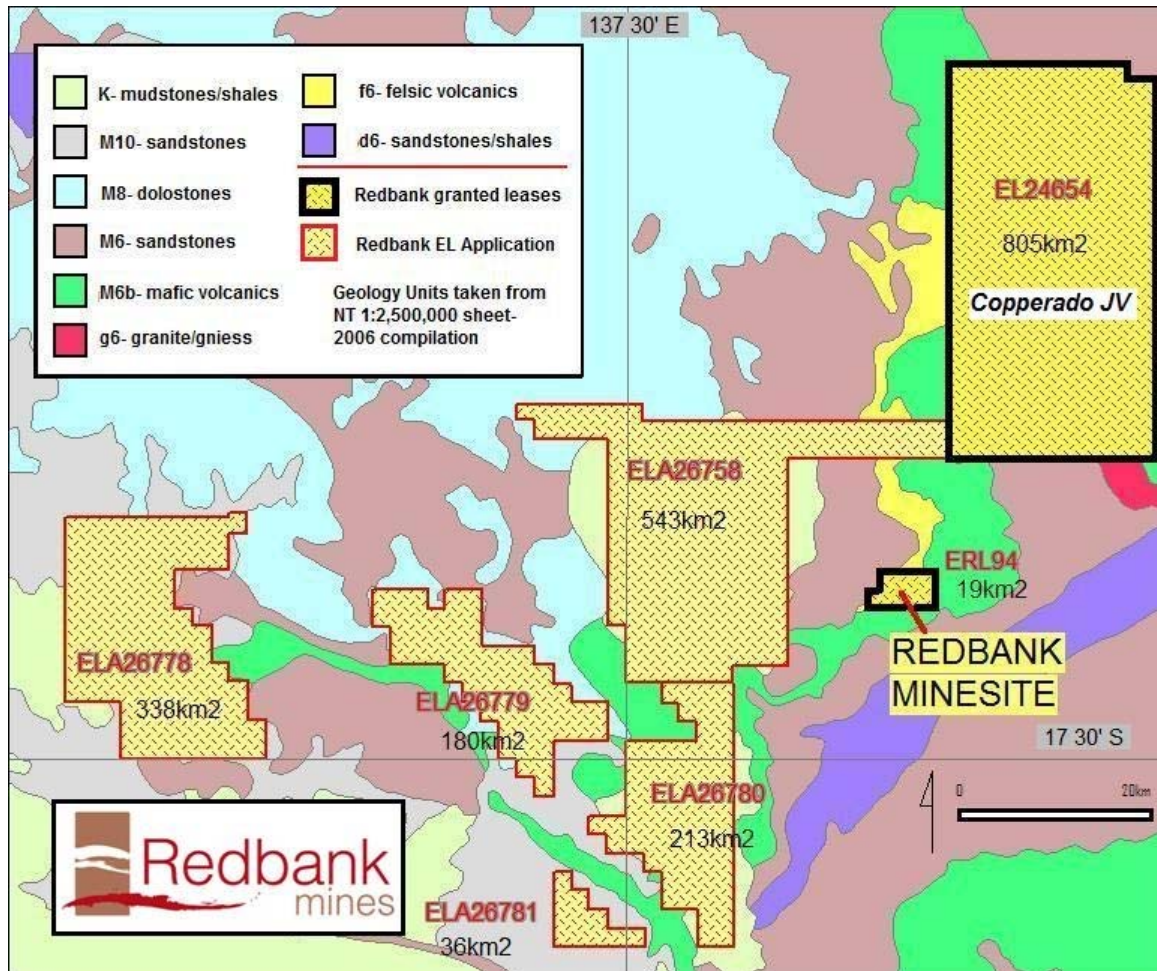 137 30' E
K- mudstones/shales
M10- sandstones
M8- dolostones
M6- sandstones
M6b- mafic volcanics
g6- granite/gniess
f6- felsic volcanics
d6- sandstones/shales
Redbank granted leases
Redbank EL Application
Geology Units taken from
NT 1:2,500,000 sheet-
2006 compilation
EL24654
805km2
Copperado JV
ELA26758
543km2
ERL94
19km2
REDBANK
MINESITE
ELA26778
338km2
ELA26779
180km2
17 30' S
ELA26780
213km2
0 20km
Redbank
mines
ELA26781
36km2